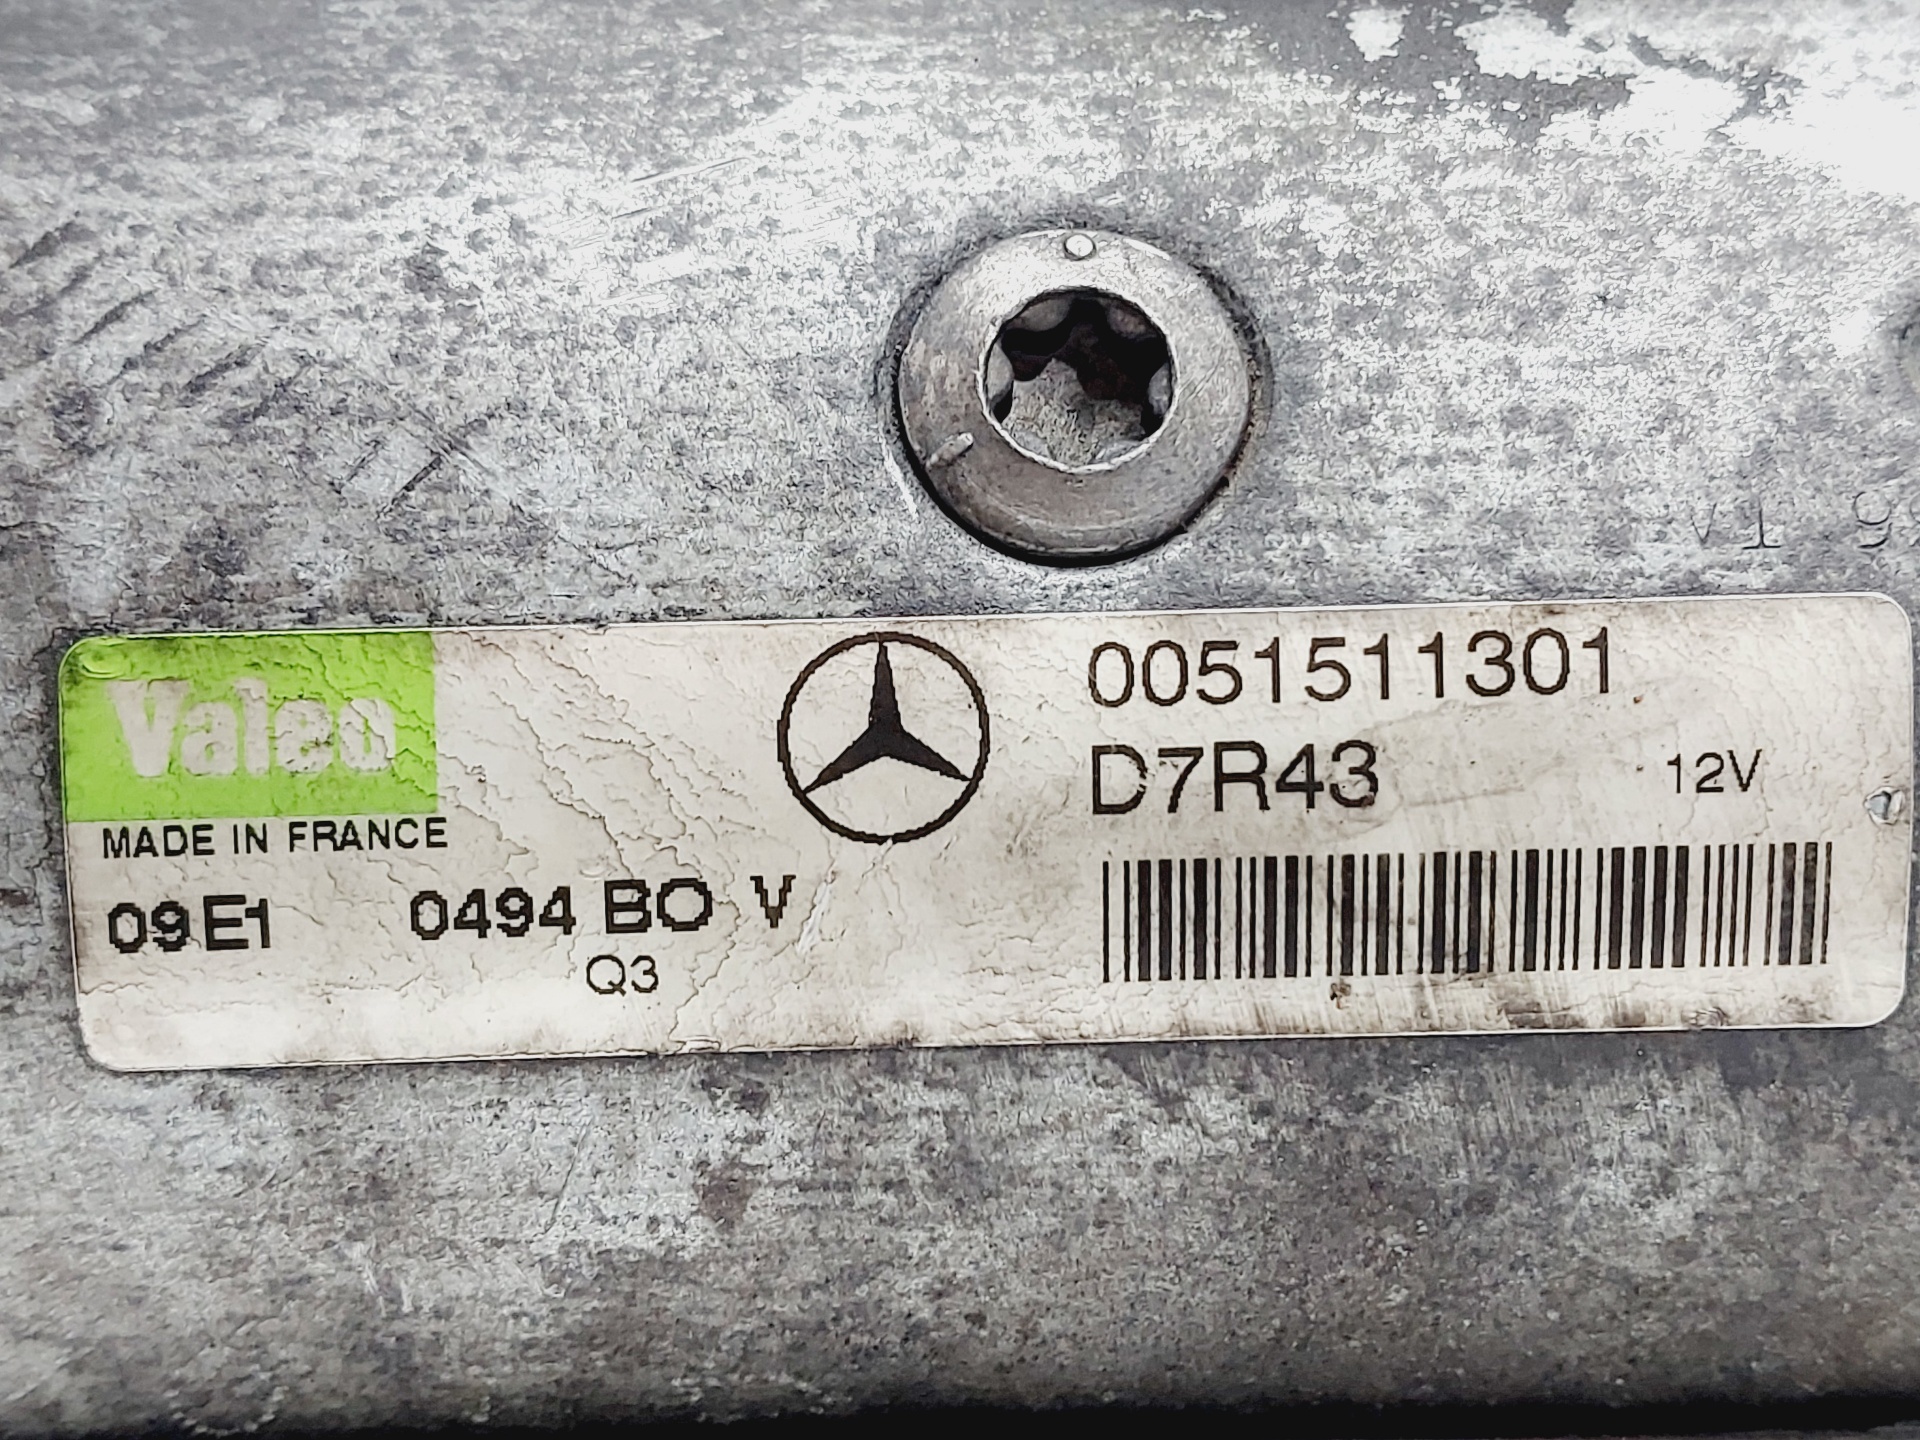 Valeo
MADE IN FRANCE
09E1 0494 BO V
Q3
0051511301
D7R43 12V